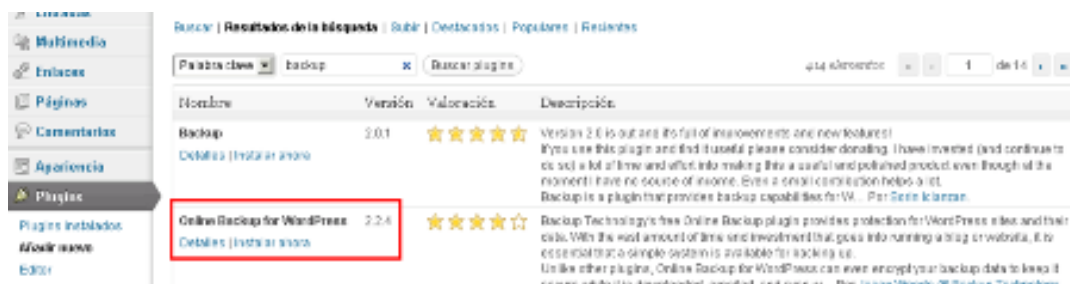 Entradas
Multimedia
Enlaces
Páginas
Comentarios
Apariencia
Plugins
Plugins instalados
Añadir nuevo
Editor
Buscar | Resultados de la búsqueda | Subir | Destacados | Populares | Recientes
Palabra clave backup x Buscar plugins 414 elementos « ‹ 1 de 14 › »
Nombre Versión Valoración Descripción
Backup 2.0.1 Version 2.0 is out and its full of improvements and new features!
Detalles | Instalar ahora If you use this plugin and find it useful please consider donating. I have invested (and continue to
do so) a lot of time and effort into making this a useful and polished product even though at the
moment I have no source of income. Even a small contribution helps a lot.
Backup is a plugin that provides backup capabilities for W... Por
Online Backup for WordPress 2.2.4 Backup Technology's free Online Backup plugin provides protection for WordPress sites and their
Detalles | Instalar ahora data. With the vast amount of time and investment that goes into running a blog or website, it is
essential that a simple system is available for backing up.
Unlike other plugins, Online Backup for WordPress can even encrypt your backup data to keep it